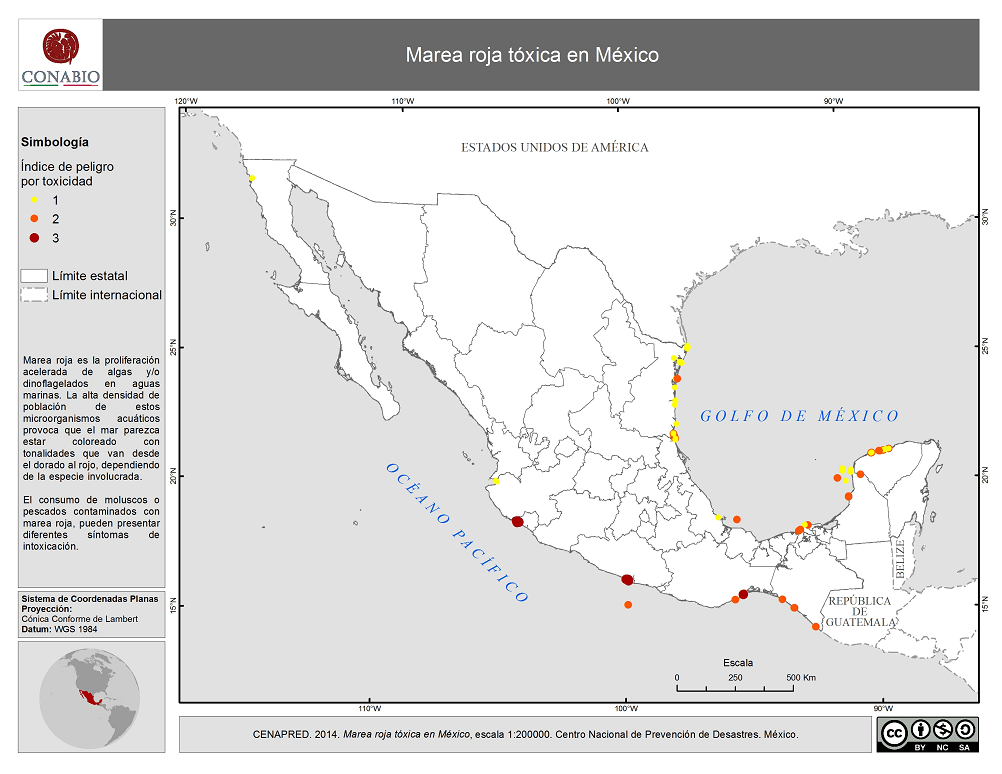 CONABIO
Marea roja tóxica en México
Simbología
Índice de peligro
por toxicidad
1
2
3
Límite estatal
Límite internacional
Marea roja es la proliferación
acelerada de algas y/o
dinoflagelados en aguas
marinas. La alta densidad de
población de estos
microorganismos acuáticos
provoca que el mar parezca
estar coloreado con
tonalidades que van desde
el dorado al rojo, dependiendo
de la especie involucrada.
El consumo de moluscos o
pescados contaminados con
marea roja, pueden presentar
diferentes síntomas de
intoxicación.
Sistema de Coordenadas Planas
Proyección:
Cónica Conforme de Lambert
Datum: WGS 1984
120°W
110°W
100°W
90°W
30°N
25°N
20°N
15°N
30°N
25°N
20°N
15°N
ESTADOS UNIDOS DE AMÉRICA
GOLFO DE MÉXICO
OCÉANO PACÍFICO
BELIZE
REPÚBLICA
DE
GUATEMALA
Escala
0 250 500 Km
110°W
100°W
90°W
CENAPRED. 2014. Marea roja tóxica en México, escala 1:200000. Centro Nacional de Prevención de Desastres. México.
cc
BY NC SA